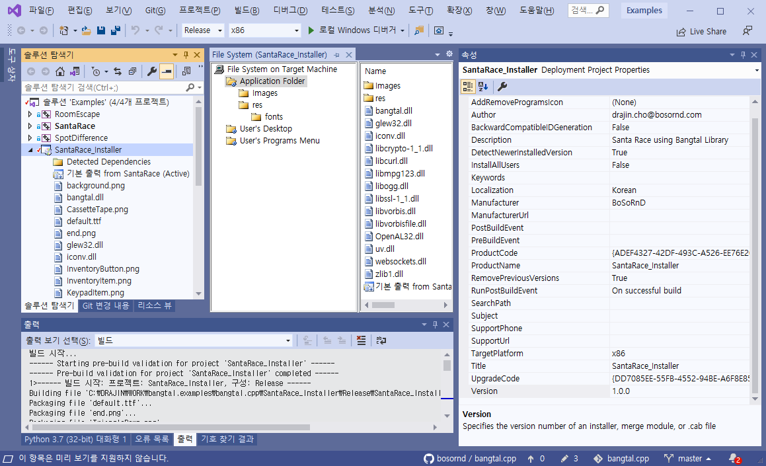 파일(F) 편집(E) 보기(V) Git(G) 프로젝트(P) 빌드(B) 디버그(D) 테스트(S) 분석(N) 도구(T) 확장(X) 창(W) 도움말(H) 검색... Examples
Release x86 로컬 Windows 디버거 Live Share
도구 상자
솔루션 탐색기
솔루션 탐색기 검색(Ctrl+;)
솔루션 'Examples' (4/4개 프로젝트)
RoomEscape
SantaRace
SpotDifference
SantaRace_Installer
Detected Dependencies
기본 출력 from SantaRace (Active)
background.png
bangtal.dll
CassetteTape.png
default.ttf
end.png
glew32.dll
iconv.dll
InventoryButton.png
InventoryItem.png
KeypadItem.png
솔루션 탐색기 Git 변경 내용 리소스 뷰
File System (SantaRace_Installer)
File System on Target Machine
Application Folder
Images
res
fonts
User's Desktop
User's Programs Menu
Name
Images
res
bangtal.dll
glew32.dll
iconv.dll
libcrypto-1_1.dll
libcurl.dll
libmpg123.dll
libogg.dll
libssl-1_1.dll
libvorbis.dll
libvorbisfile.dll
OpenAL32.dll
uv.dll
websockets.dll
zlib1.dll
기본 출력 from Santa
속성
SantaRace_Installer Deployment Project Properties
AddRemoveProgramsIcon (None)
Author drajin.cho@bosornd.com
BackwardCompatibleIDGeneration False
Description Santa Race using Bangtal Library
DetectNewerInstalledVersion True
InstallAllUsers False
Keywords
Localization Korean
Manufacturer BoSoRnD
ManufacturerUrl
PostBuildEvent
PreBuildEvent
ProductCode {ADEF4327-42DF-493C-A526-EE76E2
ProductName SantaRace_Installer
RemovePreviousVersions True
RunPostBuildEvent On successful build
SearchPath
Subject
SupportPhone
SupportUrl
TargetPlatform x86
Title SantaRace_Installer
UpgradeCode {DD7085EE-55FB-4552-94BE-A6F8E85
Version 1.0.0
Version
Specifies the version number of an installer, merge module, or .cab file
출력
출력 보기 선택(S): 빌드
빌드 시작...
------ Starting pre-build validation for project 'SantaRace_Installer' ------
------ Pre-build validation for project 'SantaRace_Installer' completed ------
1>------ 빌드 시작: 프로젝트: SantaRace_Installer, 구성: Release ------
Building file 'C:₩DRAJIN₩WORK₩bangtal.examples₩bangtal.cpp₩SantaRace_Installer₩Release₩SantaRace_Install
Packaging file 'default.ttf'...
Packaging file 'end.png'...
Python 3.7 (32-bit) 대화형 1 오류 목록 출력 기호 찾기 결과
이 항목은 미리 보기를 지원하지 않습니다. bosornd / bangtal.cpp 0 3 bangtal.cpp master 2